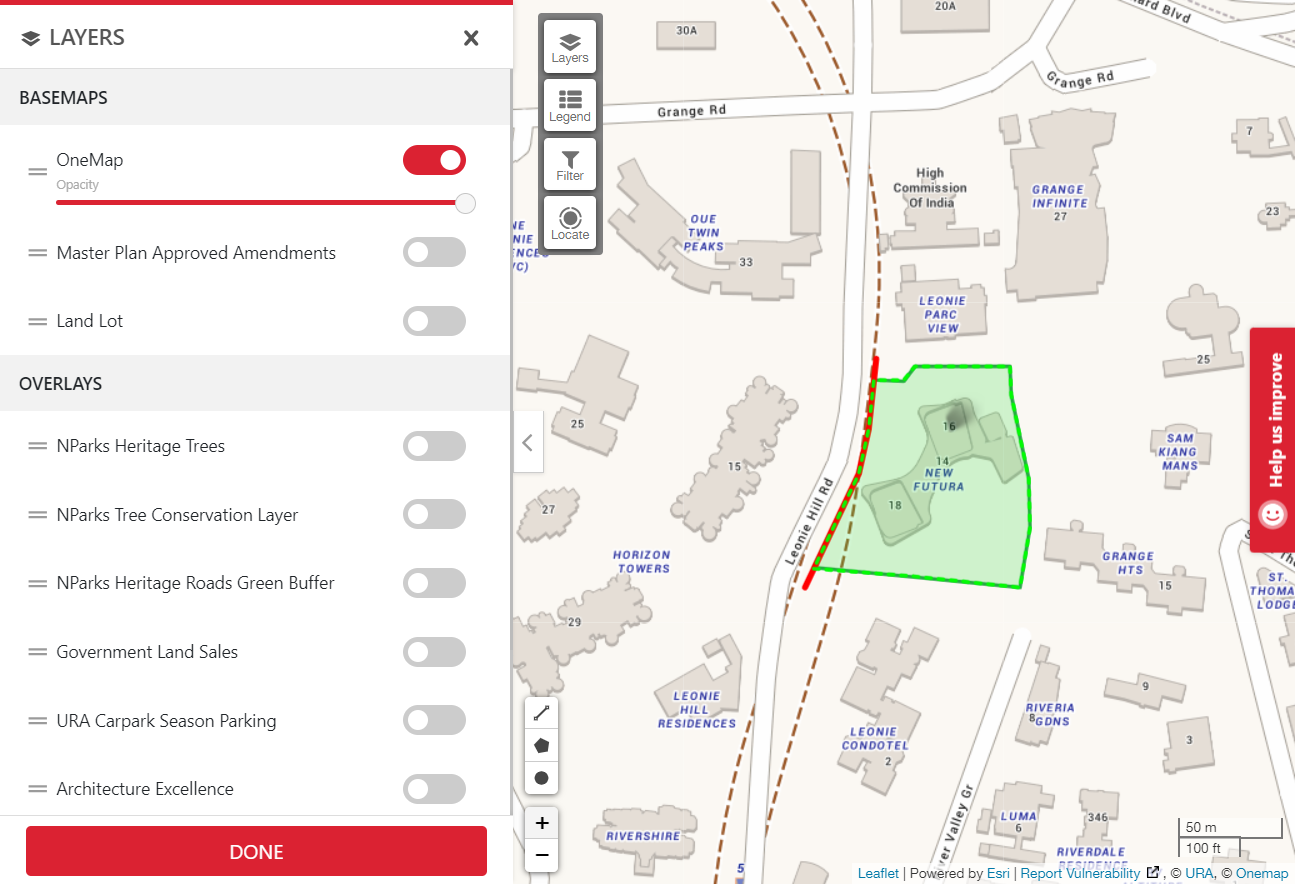 LAYERS
BASEMAPS
OneMap
Opacity
Master Plan Approved Amendments
Land Lot
OVERLAYS
NParks Heritage Trees
NParks Tree Conservation Layer
NParks Heritage Roads Green Buffer
Government Land Sales
URA Carpark Season Parking
Architecture Excellence
DONE
Layers
Legend
Filter
Locate
30A
20A
ard Blvd
Grange Rd
Grange Rd
High
Commission
Of India
GRANGE
INFINITE
27
7
23
OUE
TWIN
PEAKS
33
NE
NIE
ENCES
VC)
LEONIE
PARC
VIEW
25
25
16
14
NEW
FUTURA
18
15
27
SAM
KIANG
MANS
Help us improve
Leonie Hill Rd
HORIZON
TOWERS
29
GRANGE
HTS
15
ST.
THOMA
LODGE
LEONIE
HILL
RESIDENCES
LEONIE
CONDOTEL
2
RIVERIA
8 GDNS
9
3
RIVERSHIRE
5
ver Valley Gr
LUMA
6
346
RIVERDALE
RESIDENCE
+
−
50 m
100 ft
Leaflet | Powered by Esri | Report Vulnerability , © URA, © Onemap